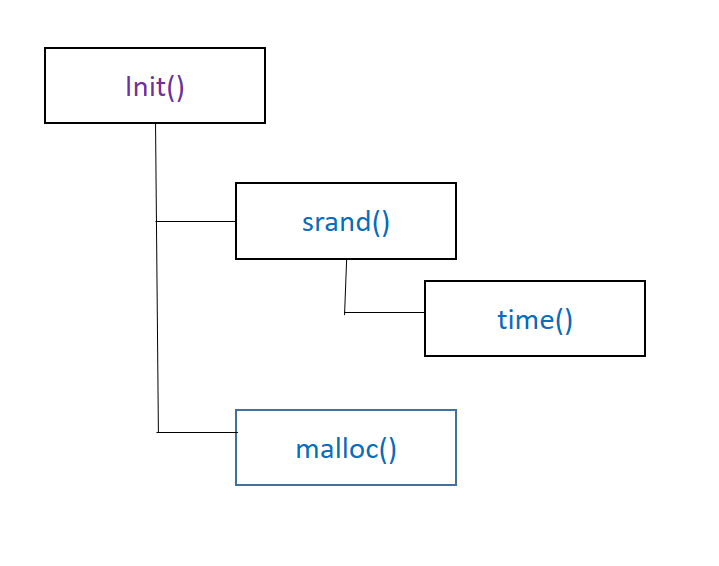 Init()
srand()
time()
malloc()